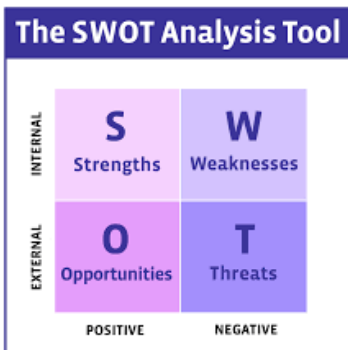 The SWOT Analysis Tool
INTERNAL
S
Strengths
W
Weaknesses
EXTERNAL
O
Opportunities
T
Threats
POSITIVE
NEGATIVE